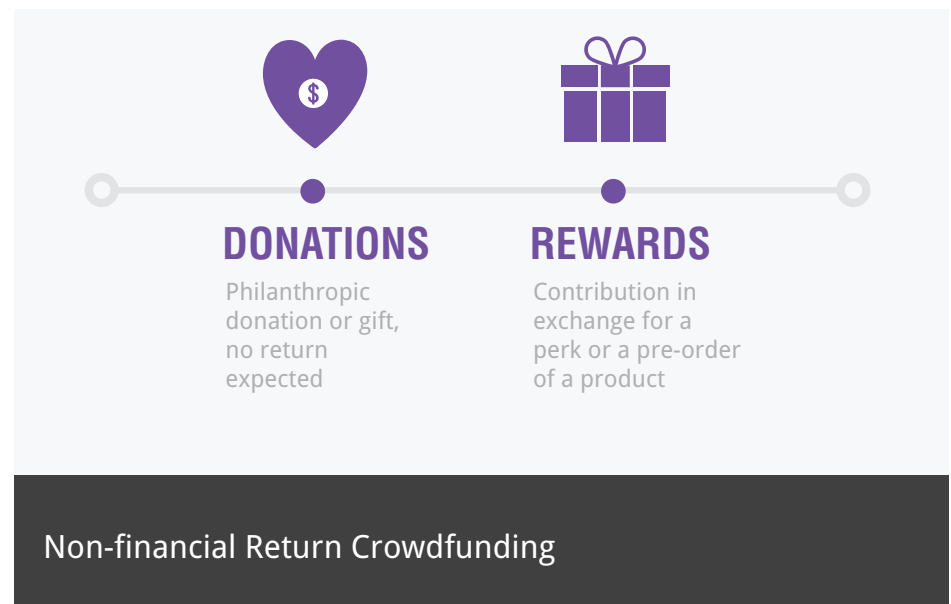 $
DONATIONS
Philanthropic
donation or gift,
no return
expected
REWARDS
Contribution in
exchange for a
perk or a pre-order
of a product
Non-financial Return Crowdfunding